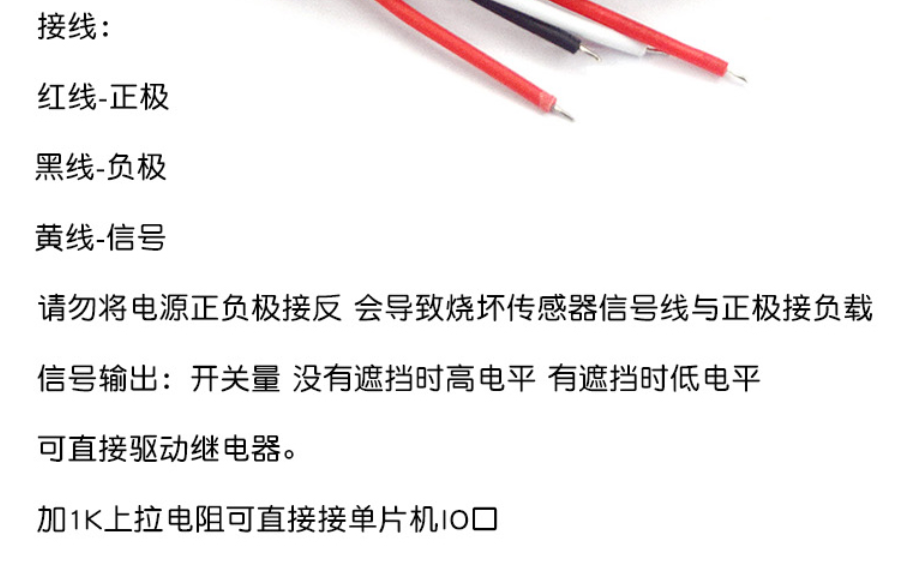 接线：
红线-正极
黑线-负极
黄线-信号
请勿将电源正负极接反 会导致烧坏传感器信号线与正极接负载
信号输出：开关量 没有遮挡时高电平 有遮挡时低电平
可直接驱动继电器。
加1K上拉电阻可直接接单片机IO口